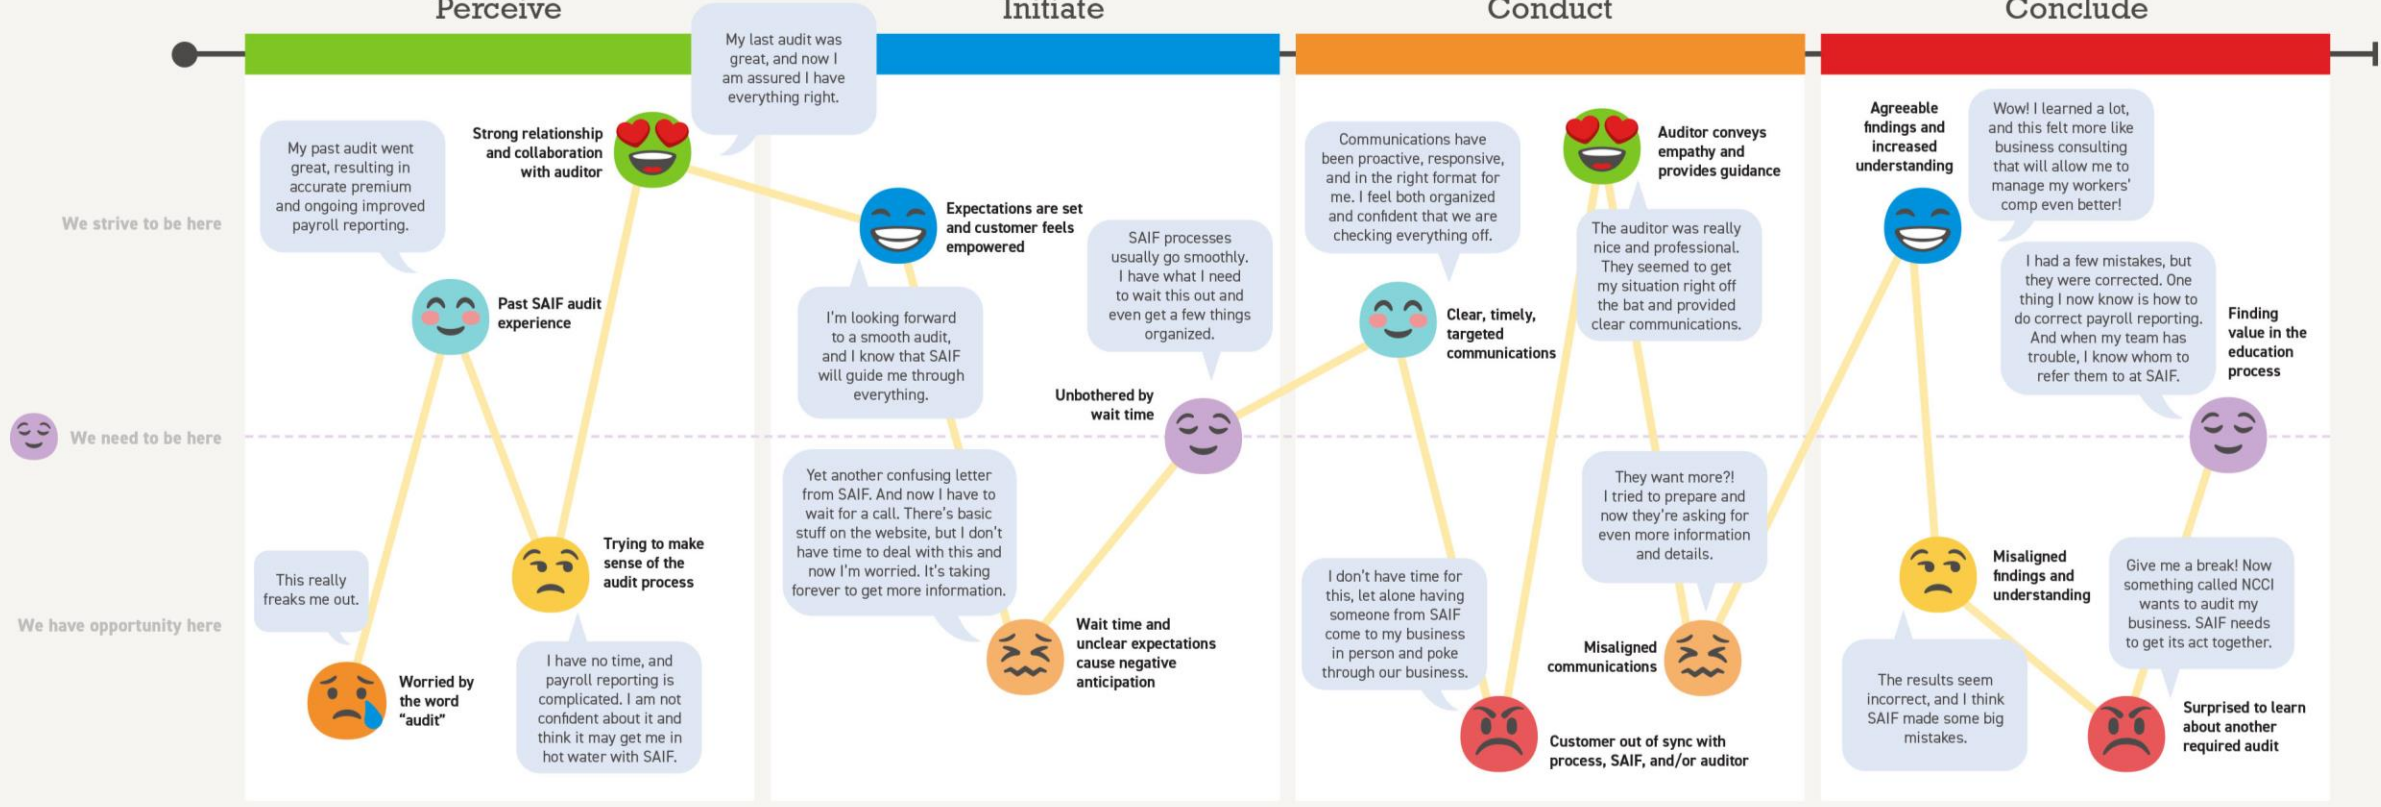 Perceive
Initiate
Conduct
Conclude
We strive to be here
We need to be here
We have opportunity here
My past audit went
great, resulting in
accurate premium
and ongoing improved
payroll reporting.
Strong relationship
and collaboration
with auditor
My last audit was
great, and now I
am assured I have
everything right.
Past SAIF audit
experience
This really
freaks me out.
Worried by
the word
“audit”
Trying to make
sense of the
audit process
I have no time, and
payroll reporting is
complicated. I am not
confident about it and
think it may get me in
hot water with SAIF.
Expectations are set
and customer feels
empowered
I’m looking forward
to a smooth audit,
and I know that SAIF
will guide me through
everything.
SAIF processes
usually go smoothly.
I have what I need
to wait this out and
even get a few things
organized.
Unbothered by
wait time
Yet another confusing letter
from SAIF. And now I have to
wait for a call. There’s basic
stuff on the website, but I don’t
have time to deal with this and
now I’m worried. It’s taking
forever to get more information.
Wait time and
unclear expectations
cause negative
anticipation
Communications have
been proactive, responsive,
and in the right format for
me. I feel both organized
and confident that we are
checking everything off.
Auditor conveys
empathy and
provides guidance
The auditor was really
nice and professional.
They seemed to get
my situation right off
the bat and provided
clear communications.
Clear, timely,
targeted
communications
They want more?!
I tried to prepare and
now they’re asking for
even more information
and details.
I don’t have time for
this, let alone having
someone from SAIF
come to my business
in person and poke
through our business.
Misaligned
communications
Customer out of sync with
process, SAIF, and/or auditor
Agreeable
findings and
increased
understanding
Wow! I learned a lot,
and this felt more like
business consulting
that will allow me to
manage my workers’
comp even better!
I had a few mistakes, but
they were corrected. One
thing I now know is how to
do correct payroll reporting.
And when my team has
trouble, I know whom to
refer them to at SAIF.
Finding
value in the
education
process
Misaligned
findings and
understanding
Give me a break! Now
something called NCCI
wants to audit my
business. SAIF needs
to get its act together.
The results seem
incorrect, and I think
SAIF made some big
mistakes.
Surprised to learn
about another
required audit